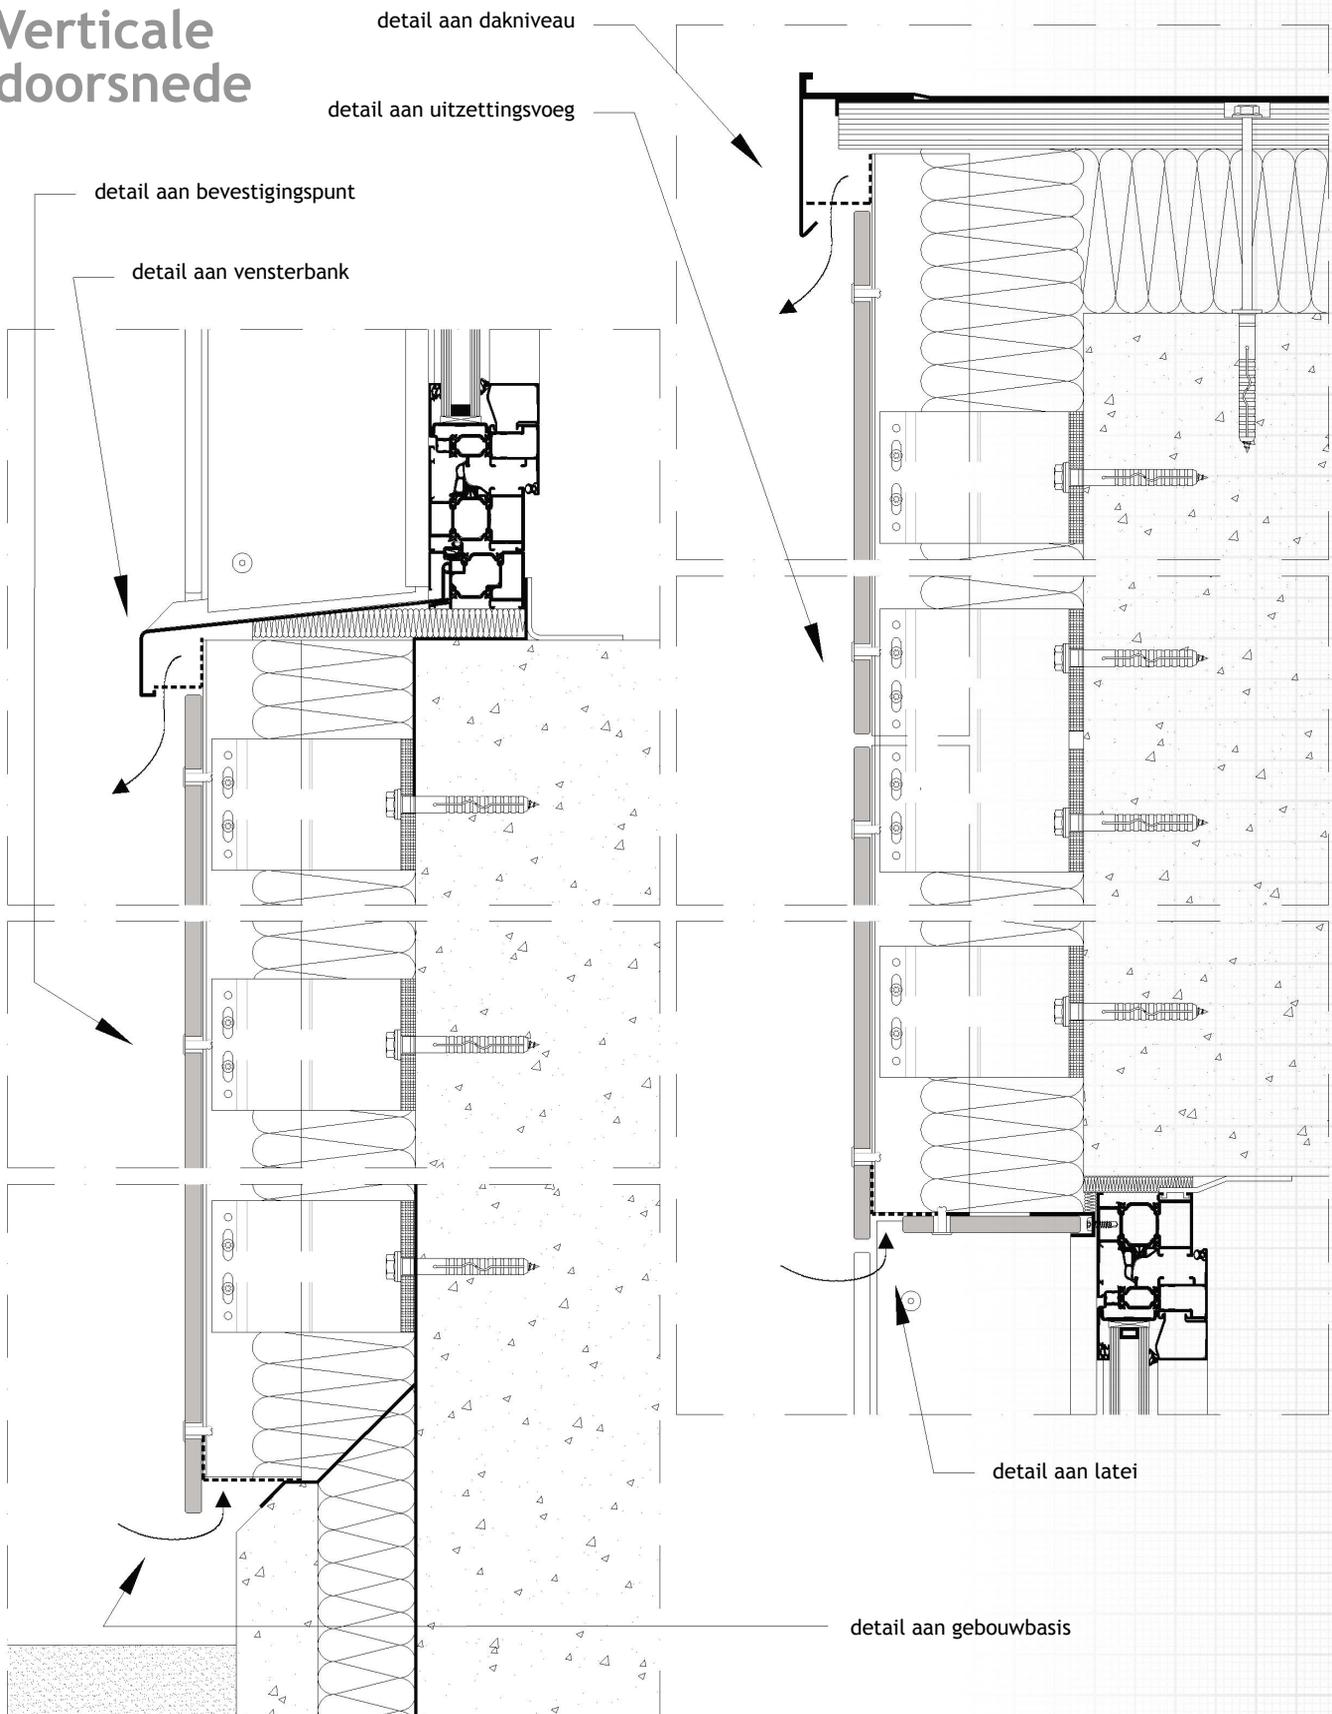 Verticale
doorsnede
detail aan dakniveau
detail aan uitzettingsvoeg
detail aan bevestigingspunt
detail aan vensterbank
detail aan latei
detail aan gebouwbasis